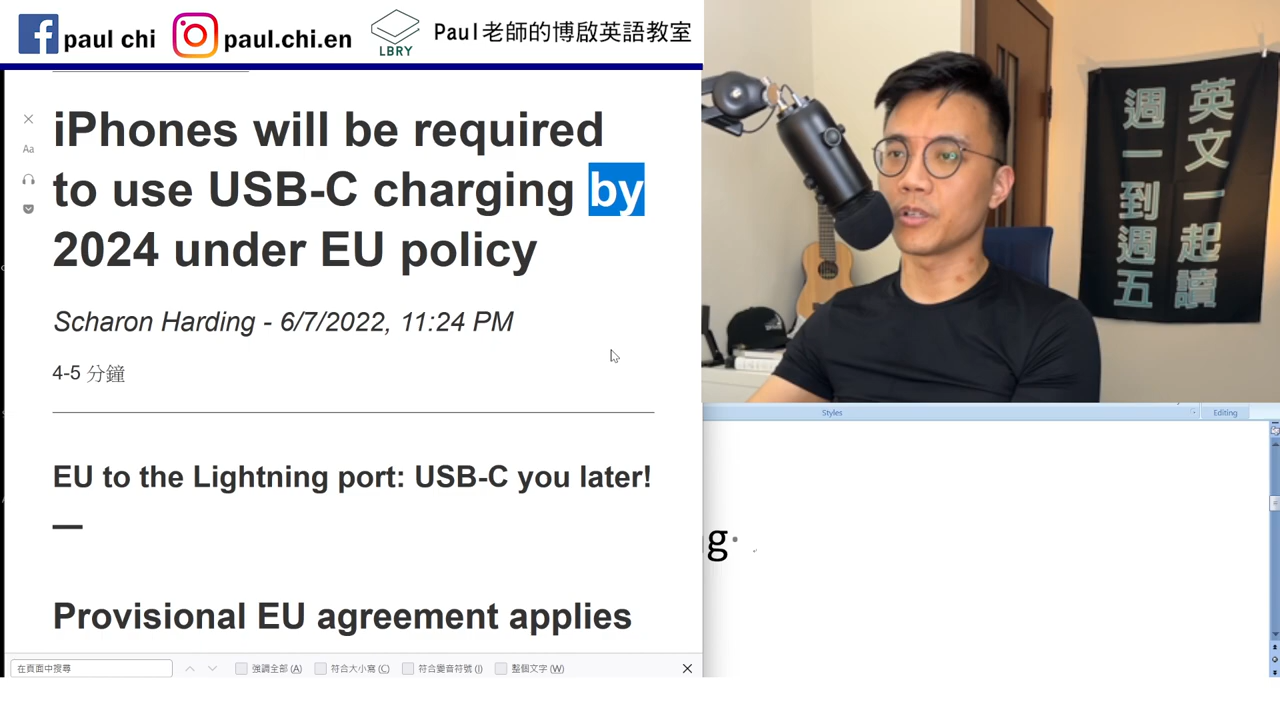 paul chi
paul.chi.en
LBRY
Paul老師的博啟英語教室
iPhones will be required
to use USB-C charging by
2024 under EU policy
Aa
Scharon Harding - 6/7/2022, 11:24 PM
4-5 分鐘
EU to the Lightning port: USB-C you later!
—
Provisional EU agreement applies
在頁面中搜尋
強調全部 (A)
符合大小寫 (C)
符合變音符號 (I)
整個文字 (W)
英文一起讀
週一到週五
Styles
Editing
g